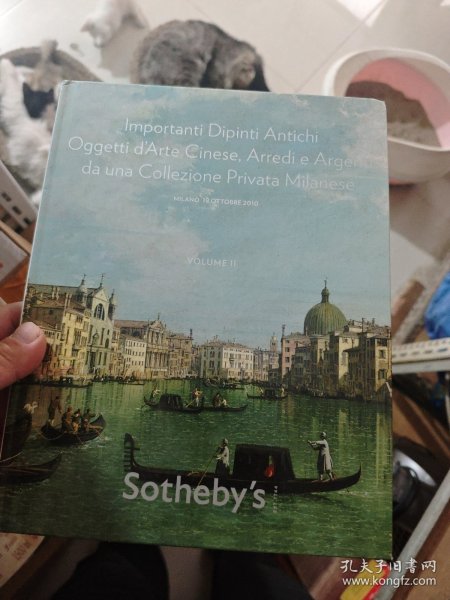 Importanti Dipinti Antichi
Oggetti d'Arte Cinese, Arredi e Argen
da una Collezione Privata Milanese
MILANO 19 OTTOBRE 2010
VOLUME II
Sotheby's
孔夫子旧书网
www.kongfz.com